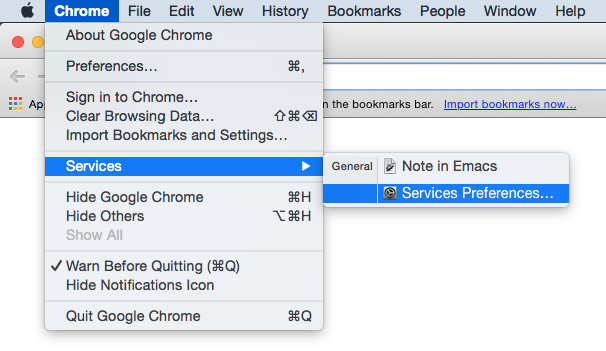 Chrome File Edit View History Bookmarks People Window Help
About Google Chrome
Preferences… ⌘,
Sign in to Chrome…
Clear Browsing Data… ⇧⌘⌫
App n the bookmarks bar. Import bookmarks now…
Import Bookmarks and Settings…
Services ▶ General Note in Emacs
Services Preferences…
Hide Google Chrome ⌘H
Hide Others ⌥⌘H
Show All
✓ Warn Before Quitting (⌘Q)
Hide Notifications Icon
Quit Google Chrome ⌘Q